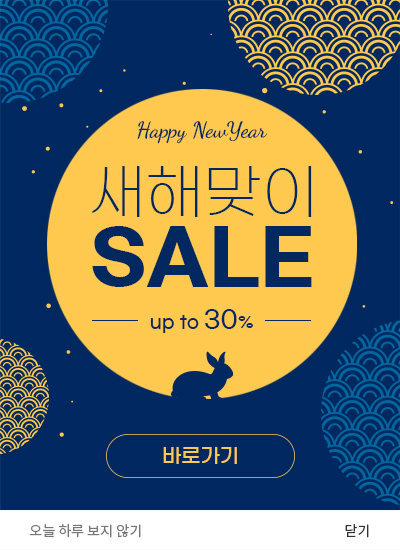 Happy NewYear
새해맞이
SALE
up to 30%
바로가기
오늘 하루 보지 않기
닫기